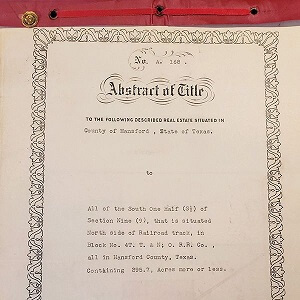 No. A. 168.
Abstract of Title
TO THE FOLLOWING DESCRIBED REAL ESTATE SITUATED IN
County of Hansford , State of Texas.
to
All of the South One Half (S½) of
Section Nine (9), that is situated
North side of Railroad track, in
Block No. 4T. T. & N; O. R.R. Co. ,
all in Hansford County, Texas.
Containing 295.7, Acres more or less.